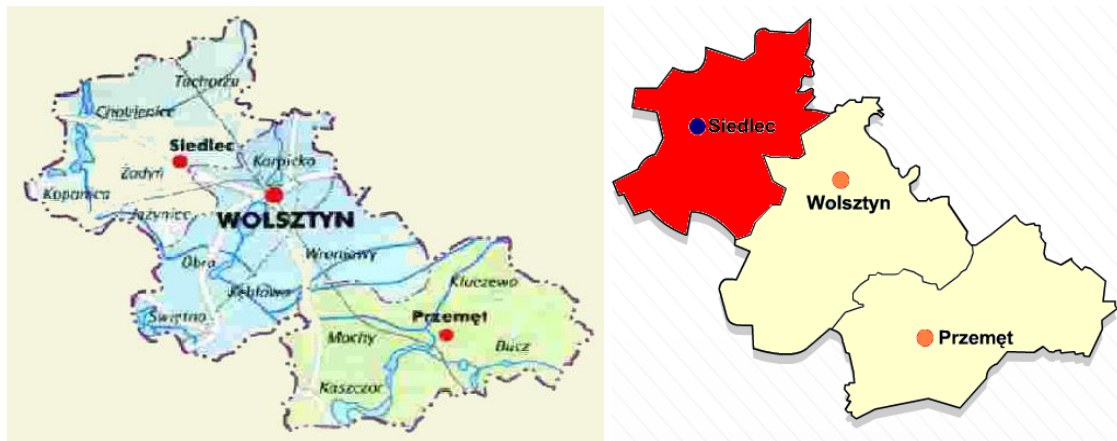 Tuchorza
Chobienice
Siedlec
Karpicko
Żodyń
Kopanica
WOLSZTYN
Jażyniec
Wroniawy
Obra
Kluczewo
Kębłowo
Świętno
Przemęt
Mochy
Bucz
Kaszczor
Siedlec
Wolsztyn
Przemęt